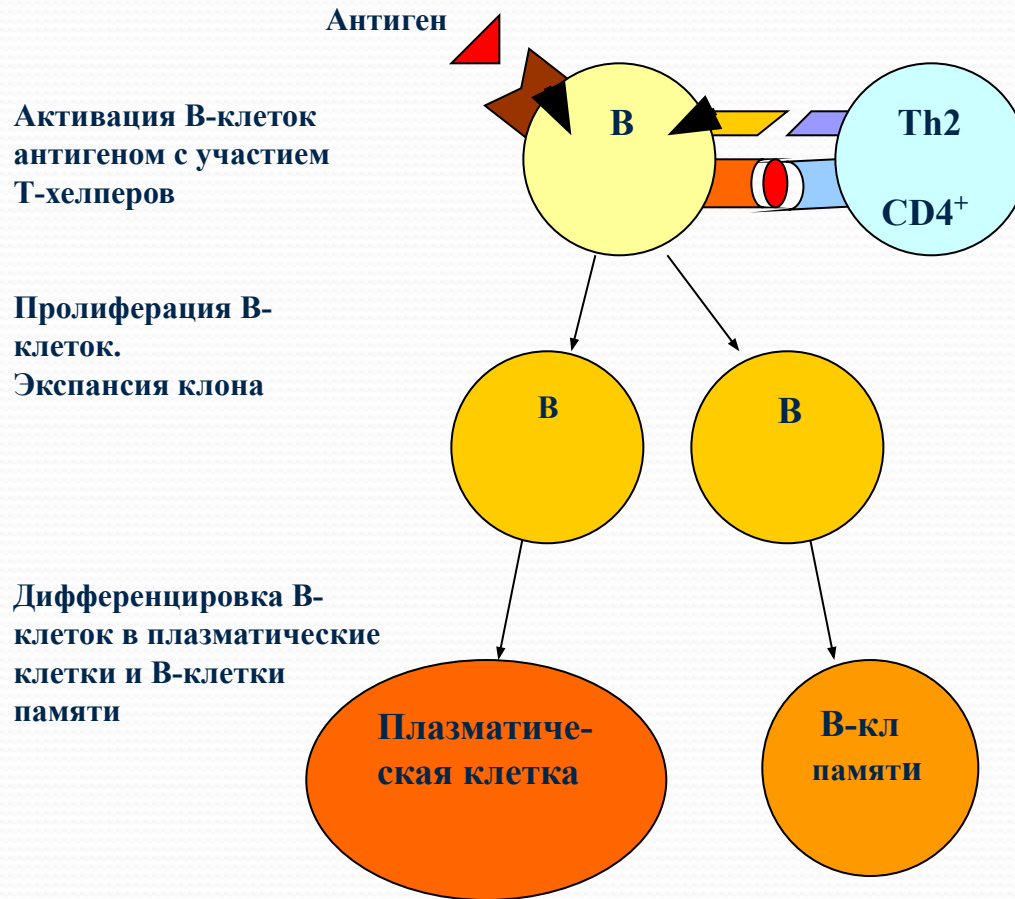 Антиген
Активация В-клеток
антигеном с участием
Т-хелперов
В
Th2
CD4+
Пролиферация В-
клеток.
Экспансия клона
В
В
Дифференцировка В-
клеток в плазматические
клетки и В-клетки
памяти
Плазматиче-
ская клетка
В-кл
памяти